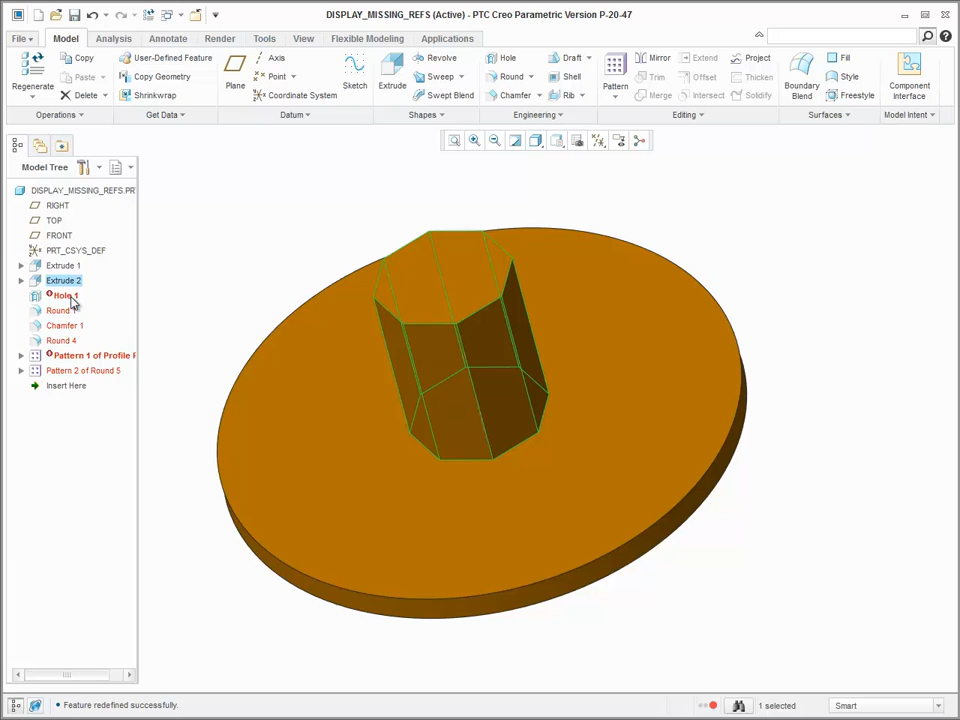 DISPLAY_MISSING_REFS (Active) - PTC Creo Parametric Version P-20-47
File Model Analysis Annotate Render Tools View Flexible Modeling Applications
Regenerate
Copy
Paste
Delete
Operations
User-Defined Feature
Copy Geometry
Shrinkwrap
Get Data
Plane
Axis
Point
Coordinate System
Sketch
Datum
Extrude
Revolve
Sweep
Swept Blend
Shapes
Hole
Round
Chamfer
Draft
Shell
Rib
Engineering
Pattern
Mirror
Trim
Merge
Extend
Offset
Intersect
Project
Thicken
Solidify
Editing
Boundary Blend
Fill
Style
Freestyle
Surfaces
Component Interface
Model Intent
Model Tree
DISPLAY_MISSING_REFS.PR
RIGHT
TOP
FRONT
PRT_CSYS_DEF
Extrude 1
Extrude 2
Hole 1
Round
Chamfer 1
Round 4
Pattern 1 of Profile
Pattern 2 of Round 5
Insert Here
• Feature redefined successfully.
1 selected
Smart